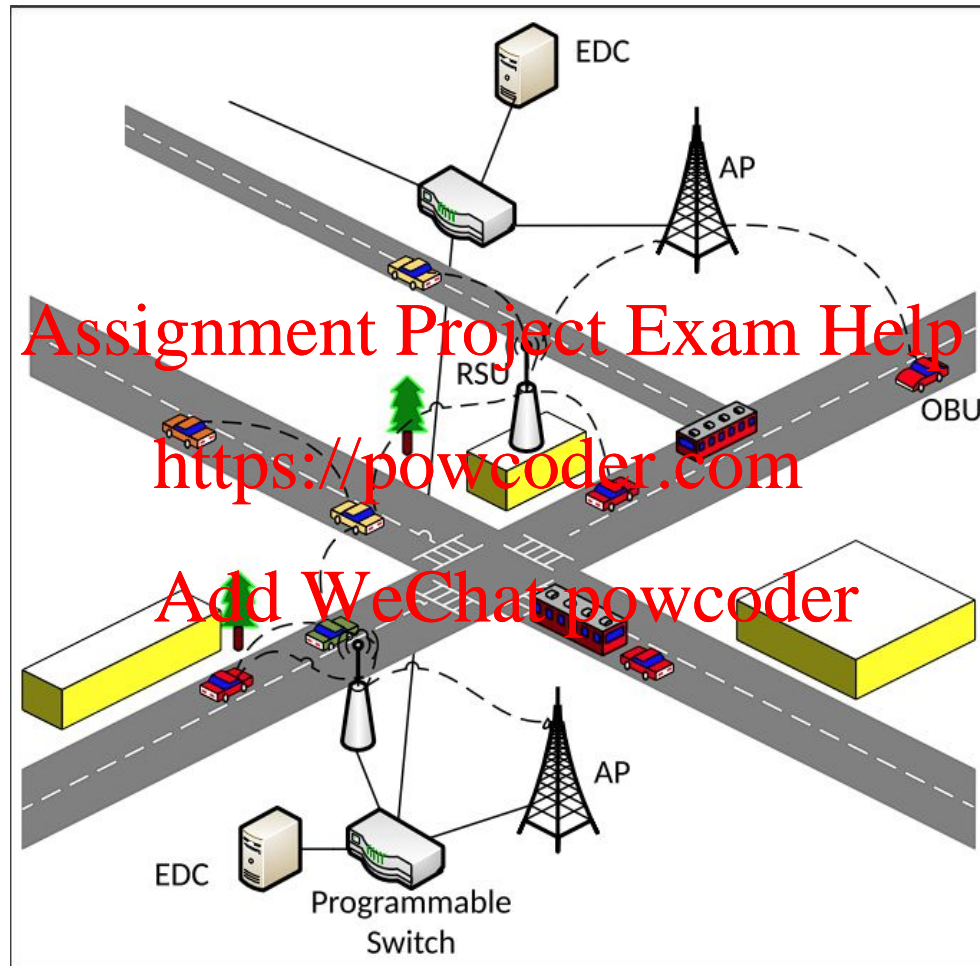 EDC
AP
Assignment Project Exam Help
RSU
OBU
https://powcoder.com
Add WeChat powcoder
AP
EDC
Programmable
Switch